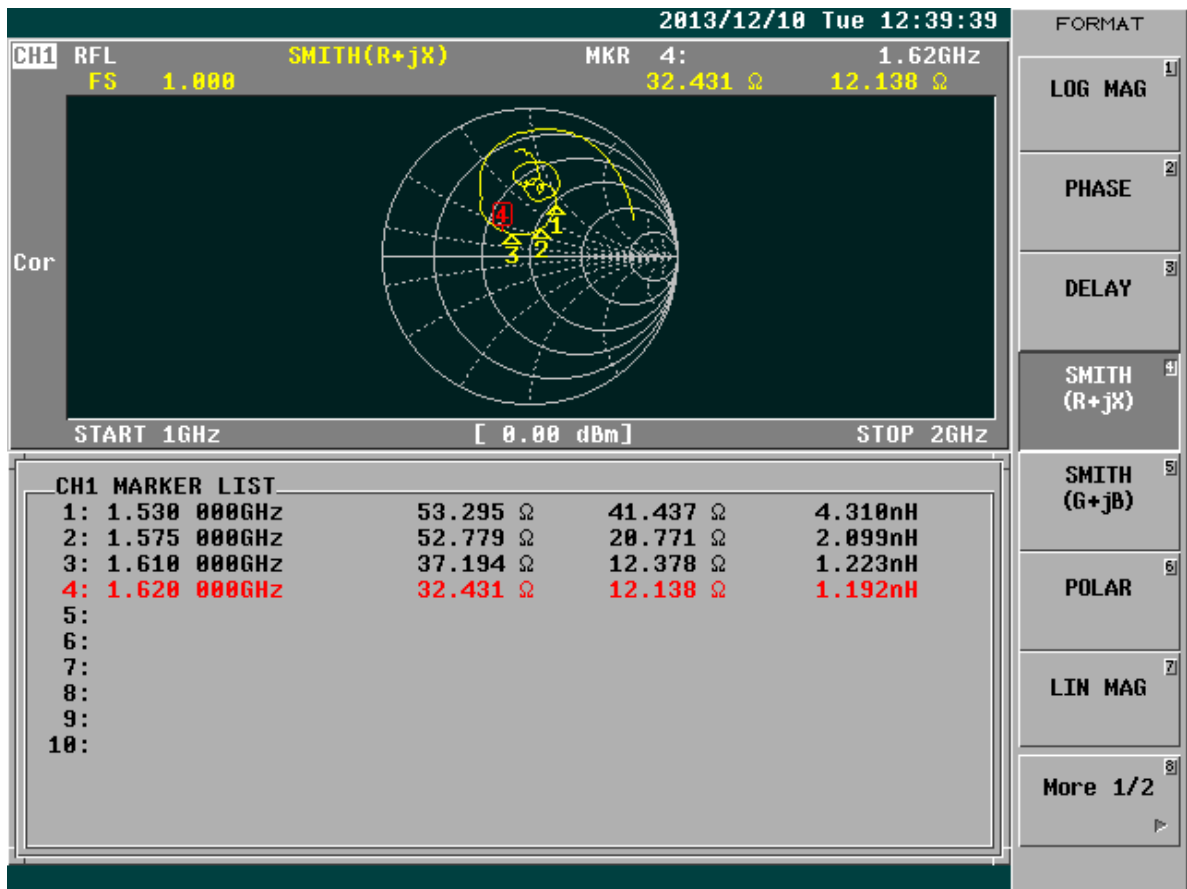 2013/12/10 Tue 12:39:39
CH1 RFL SMITH(R+jX) MKR 4: 1.62GHz
FS 1.000 32.431 Ω 12.138 Ω
Cor
4
1
2
3
START 1GHz [ 0.00 dBm] STOP 2GHz
CH1 MARKER LIST
1: 1.530 000GHz 53.295 Ω 41.437 Ω 4.310nH
2: 1.575 000GHz 52.779 Ω 20.771 Ω 2.099nH
3: 1.610 000GHz 37.194 Ω 12.378 Ω 1.223nH
4: 1.620 000GHz 32.431 Ω 12.138 Ω 1.192nH
5:
6:
7:
8:
9:
10:
FORMAT
1
LOG MAG
2
PHASE
3
DELAY
4
SMITH
(R+jX)
5
SMITH
(G+jB)
6
POLAR
7
LIN MAG
8
More 1/2